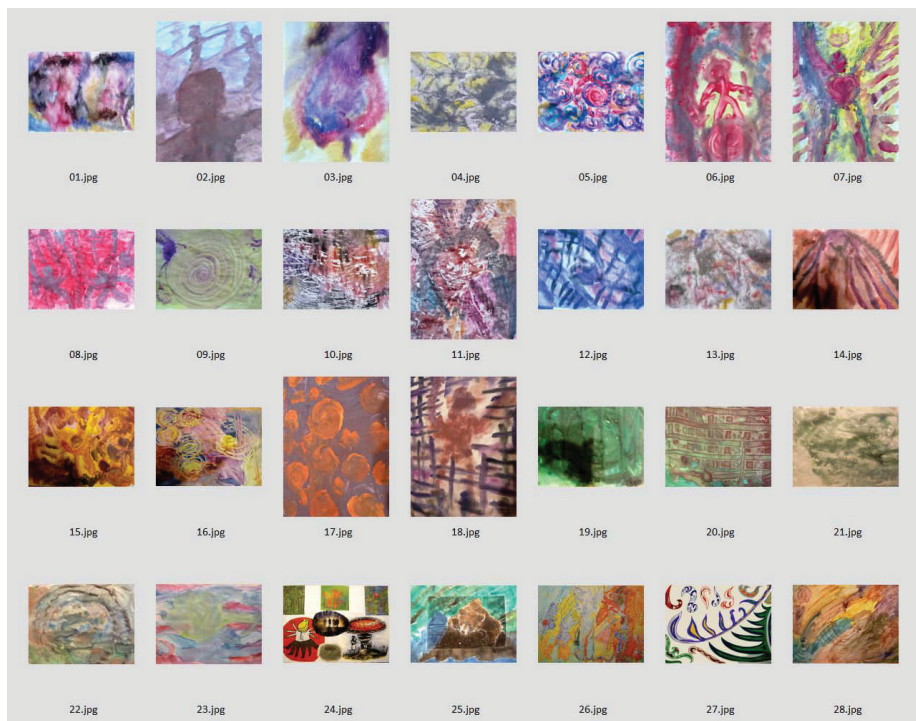 01.jpg 02.jpg 03.jpg 04.jpg 05.jpg 06.jpg 07.jpg
08.jpg 09.jpg 10.jpg 11.jpg 12.jpg 13.jpg 14.jpg
15.jpg 16.jpg 17.jpg 18.jpg 19.jpg 20.jpg 21.jpg
22.jpg 23.jpg 24.jpg 25.jpg 26.jpg 27.jpg 28.jpg